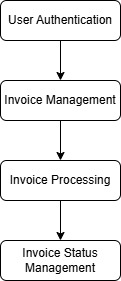 User Authentication
Invoice Management
Invoice Processing
Invoice Status
Management